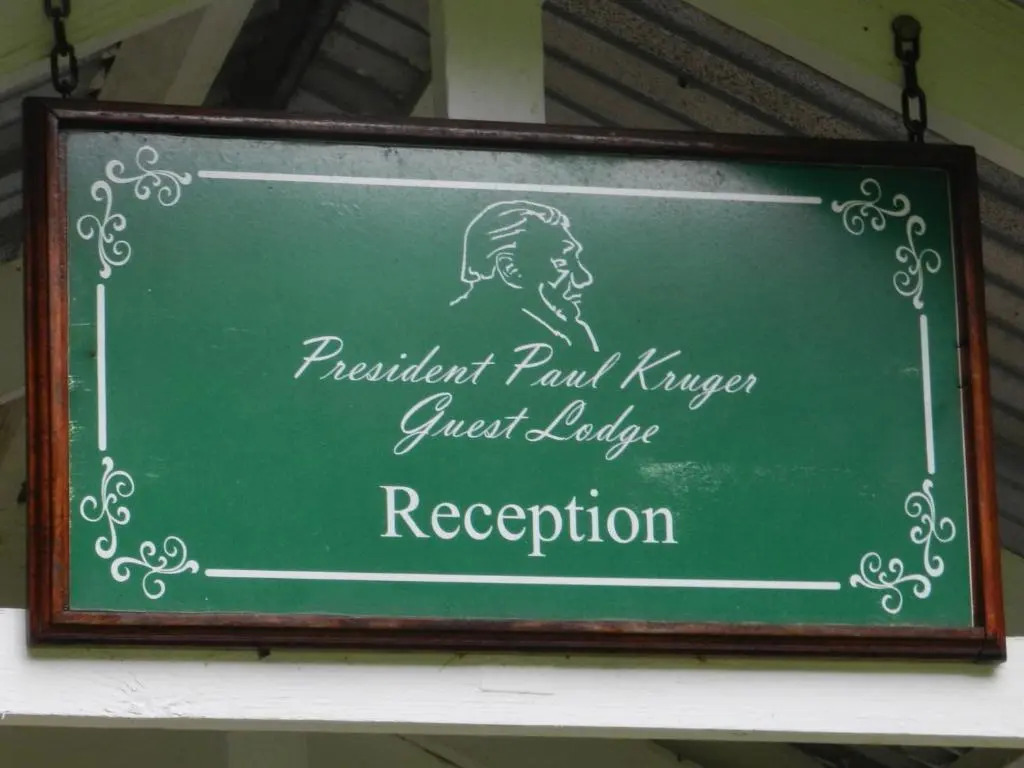 President Paul Kruger
Guest Lodge
Reception